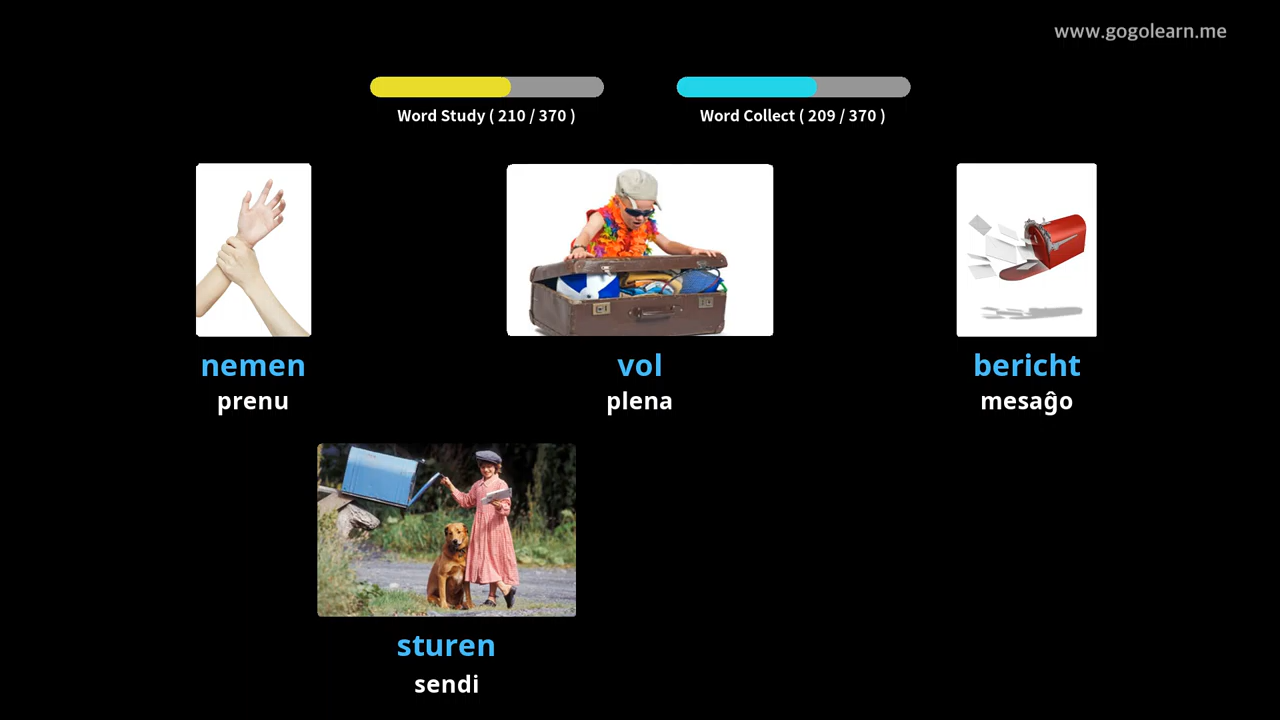 www.gogolearn.me
Word Study ( 210 / 370 )
Word Collect ( 209 / 370 )
nemen
prenu
vol
plena
bericht
mesaĝo
sturen
sendi